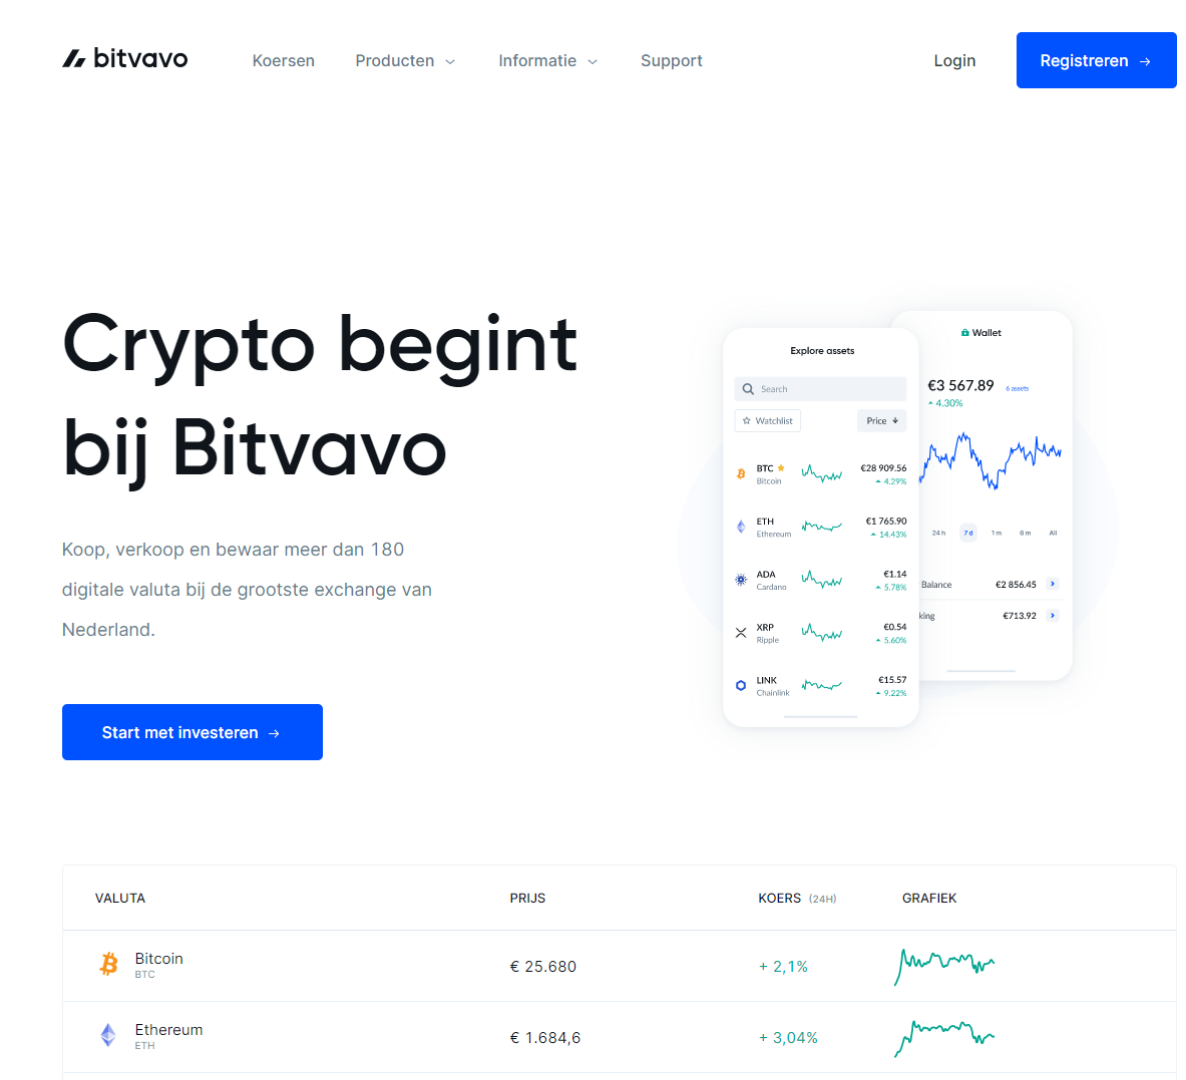 bitvavo Koersen Producten Informatie Support Login Registreren →
Crypto begint
bij Bitvavo
Koop, verkoop en bewaar meer dan 180
digitale valuta bij de grootste exchange van
Nederland.
Start met investeren →
Explore assets
Search
Watchlist Price
BTC €28 909.56
Bitcoin 4.29%
ETH €1 765.90
Ethereum 14.43%
ADA €1.14
Cardano 5.78%
XRP €0.54
Ripple 5.60%
LINK €15.57
Chainlink 9.22%
Wallet
€3 567.89 6 assets
4.30%
24h 7d 1m 6m All
Balance €2 856.45
king €713.92
VALUTA PRIJS KOERS (24H) GRAFIEK
Bitcoin € 25.680 + 2,1%
BTC
Ethereum € 1.684,6 + 3,04%
ETH